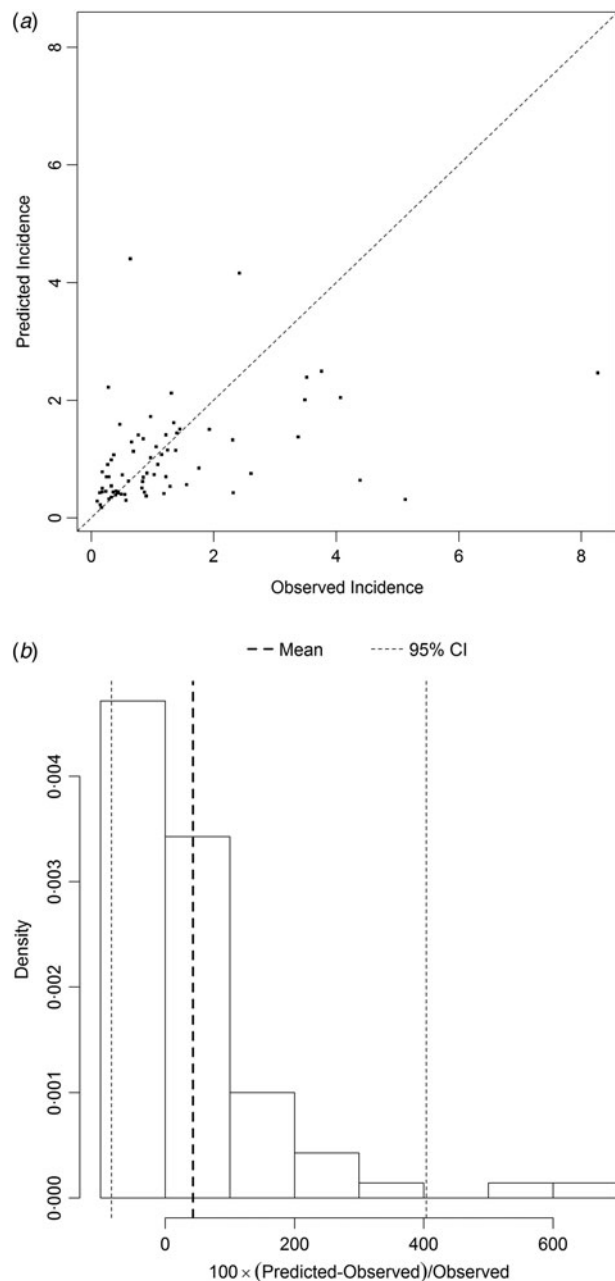 (a)
8
6
4
2
0
Predicted Incidence
0 2 4 6 8
Observed Incidence
(b)
Mean 95% CI
0·004
0·003
0·002
0·001
0·000
Density
0 200 400 600
100 × (Predicted-Observed)/Observed